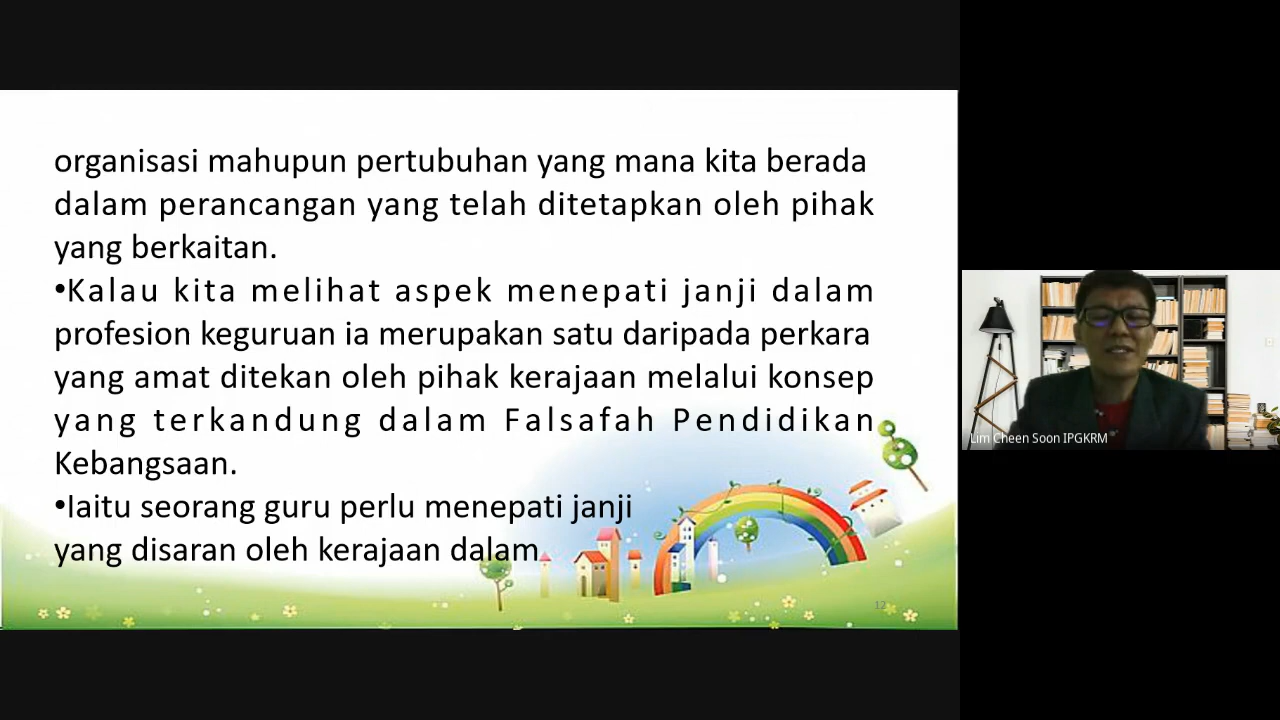 organisasi mahupun pertubuhan yang mana kita berada
dalam perancangan yang telah ditetapkan oleh pihak
yang berkaitan.
•Kalau kita melihat aspek menepati janji dalam
profesion keguruan ia merupakan satu daripada perkara
yang amat ditekan oleh pihak kerajaan melalui konsep
yang terkandung dalam Falsafah Pendidikan
Kebangsaan.
•Iaitu seorang guru perlu menepati janji
yang disaran oleh kerajaan dalam
12
Lim Cheen Soon IPGKRM